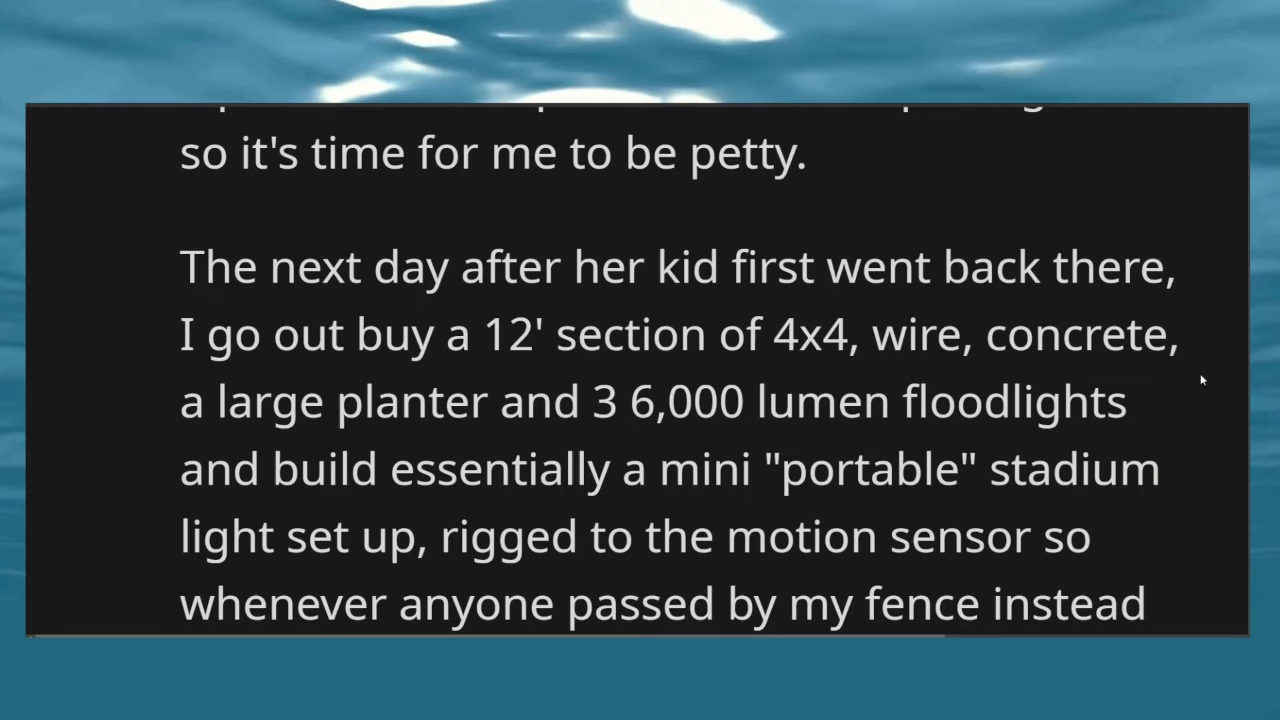 so it's time for me to be petty.
The next day after her kid first went back there,
I go out buy a 12' section of 4x4, wire, concrete,
a large planter and 3 6,000 lumen floodlights
and build essentially a mini "portable" stadium
light set up, rigged to the motion sensor so
whenever anyone passed by my fence instead